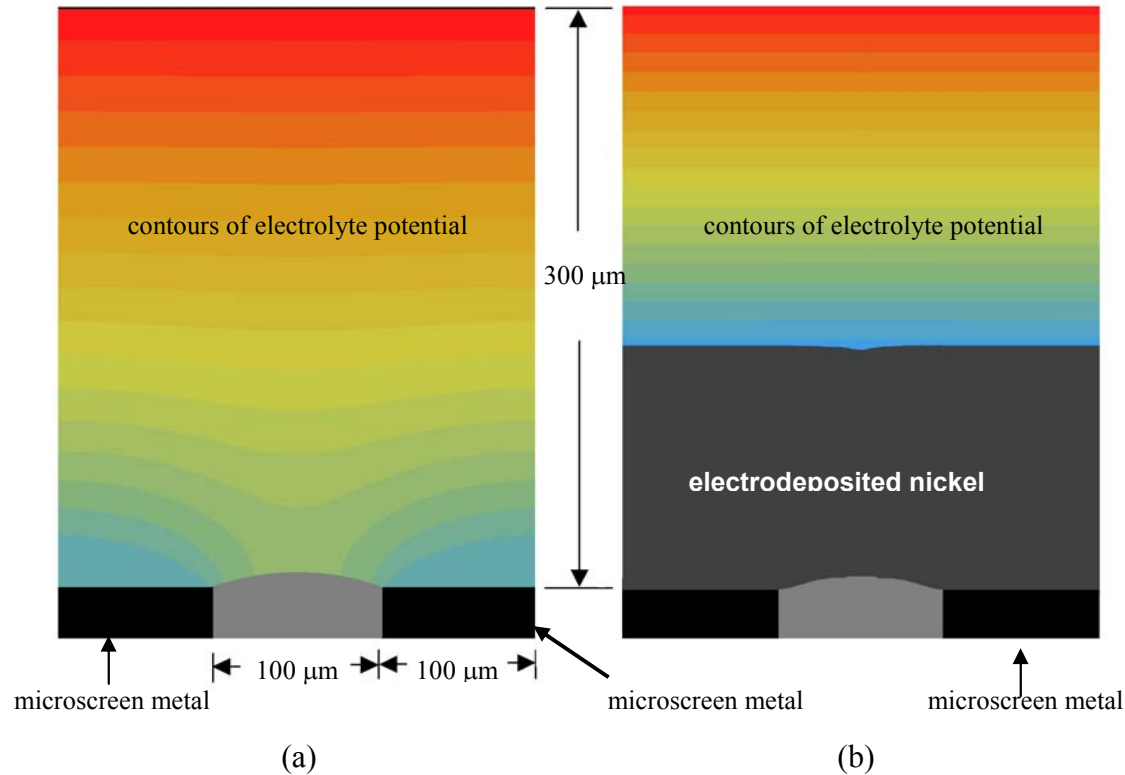 contours of electrolyte potential
contours of electrolyte potential
300 μm
electrodeposited nickel
100 μm
100 μm
microscreen metal
microscreen metal
microscreen metal
(a)
(b)